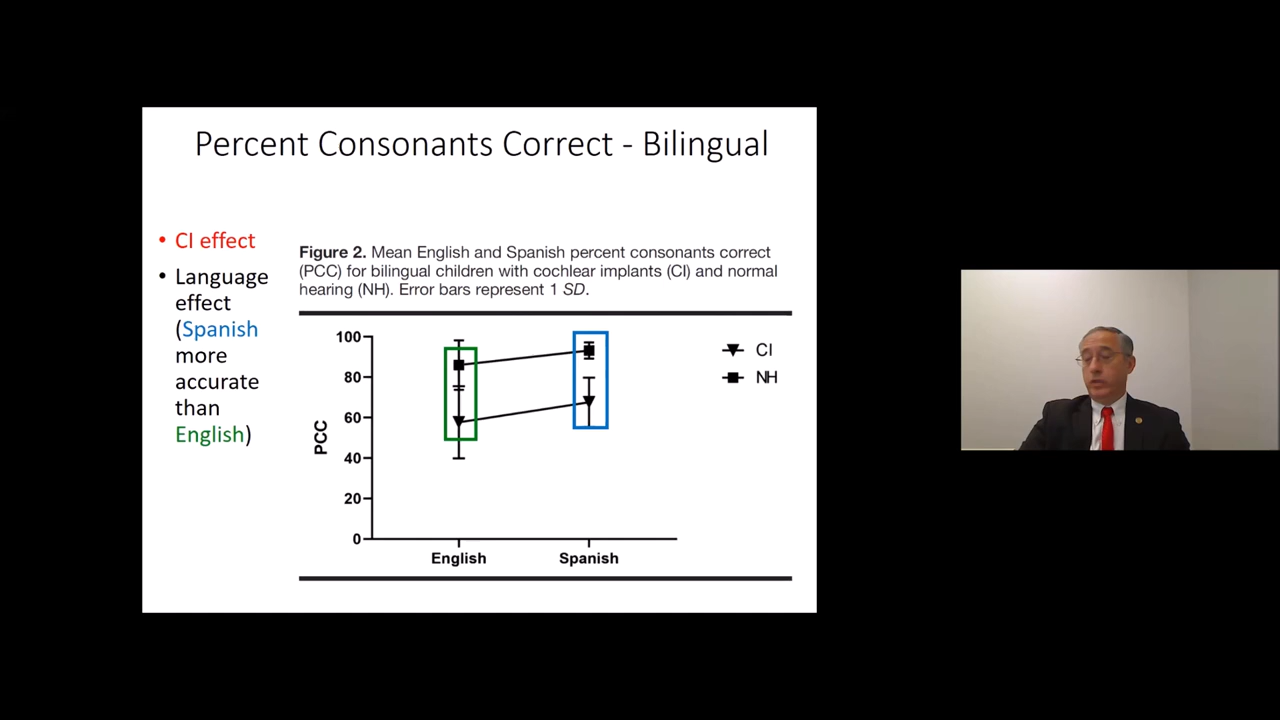 Percent Consonants Correct - Bilingual
• CI effect
• Language
effect
(Spanish
more
accurate
than
English)
Figure 2. Mean English and Spanish percent consonants correct
(PCC) for bilingual children with cochlear implants (CI) and normal
hearing (NH). Error bars represent 1 SD.
100
80
60
40
20
0
PCC
English
Spanish
CI
NH